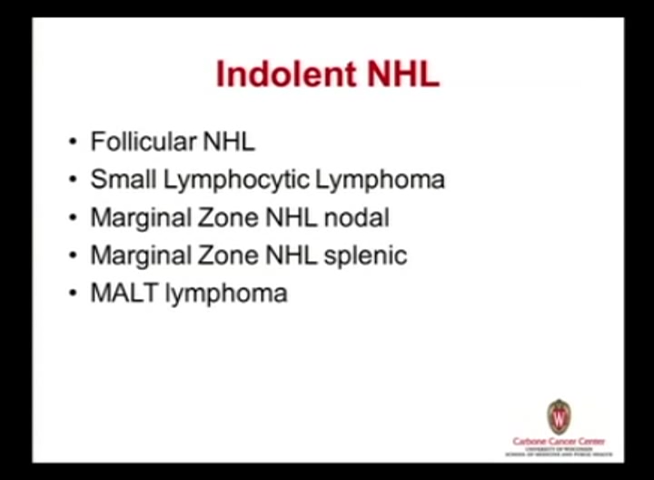 Indolent NHL
• Follicular NHL
• Small Lymphocytic Lymphoma
• Marginal Zone NHL nodal
• Marginal Zone NHL splenic
• MALT lymphoma
W
Carbone Cancer Center
UNIVERSITY OF WISCONSIN
SCHOOL OF MEDICINE AND PUBLIC HEALTH